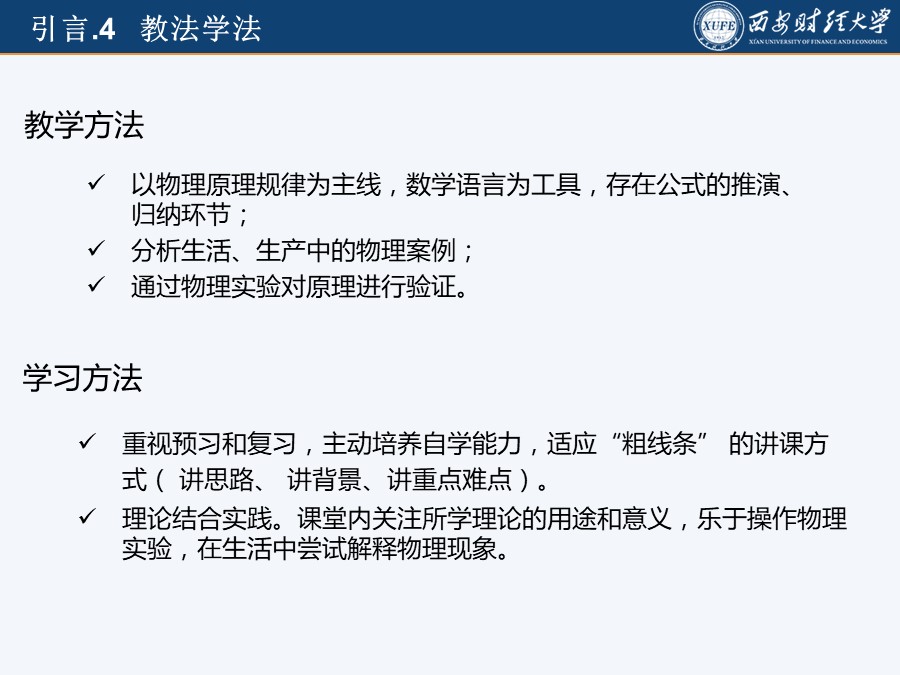 引言.4 教法学法
XUFE
西安财经大学
XI'AN UNIVERSITY OF FINANCE AND ECONOMICS
教学方法
✓ 以物理原理规律为主线，数学语言为工具，存在公式的推演、
归纳环节；
✓ 分析生活、生产中的物理案例；
✓ 通过物理实验对原理进行验证。
学习方法
✓ 重视预习和复习，主动培养自学能力，适应“粗线条” 的讲课方
式（ 讲思路、 讲背景、讲重点难点）。
✓ 理论结合实践。课堂内关注所学理论的用途和意义，乐于操作物理
实验，在生活中尝试解释物理现象。